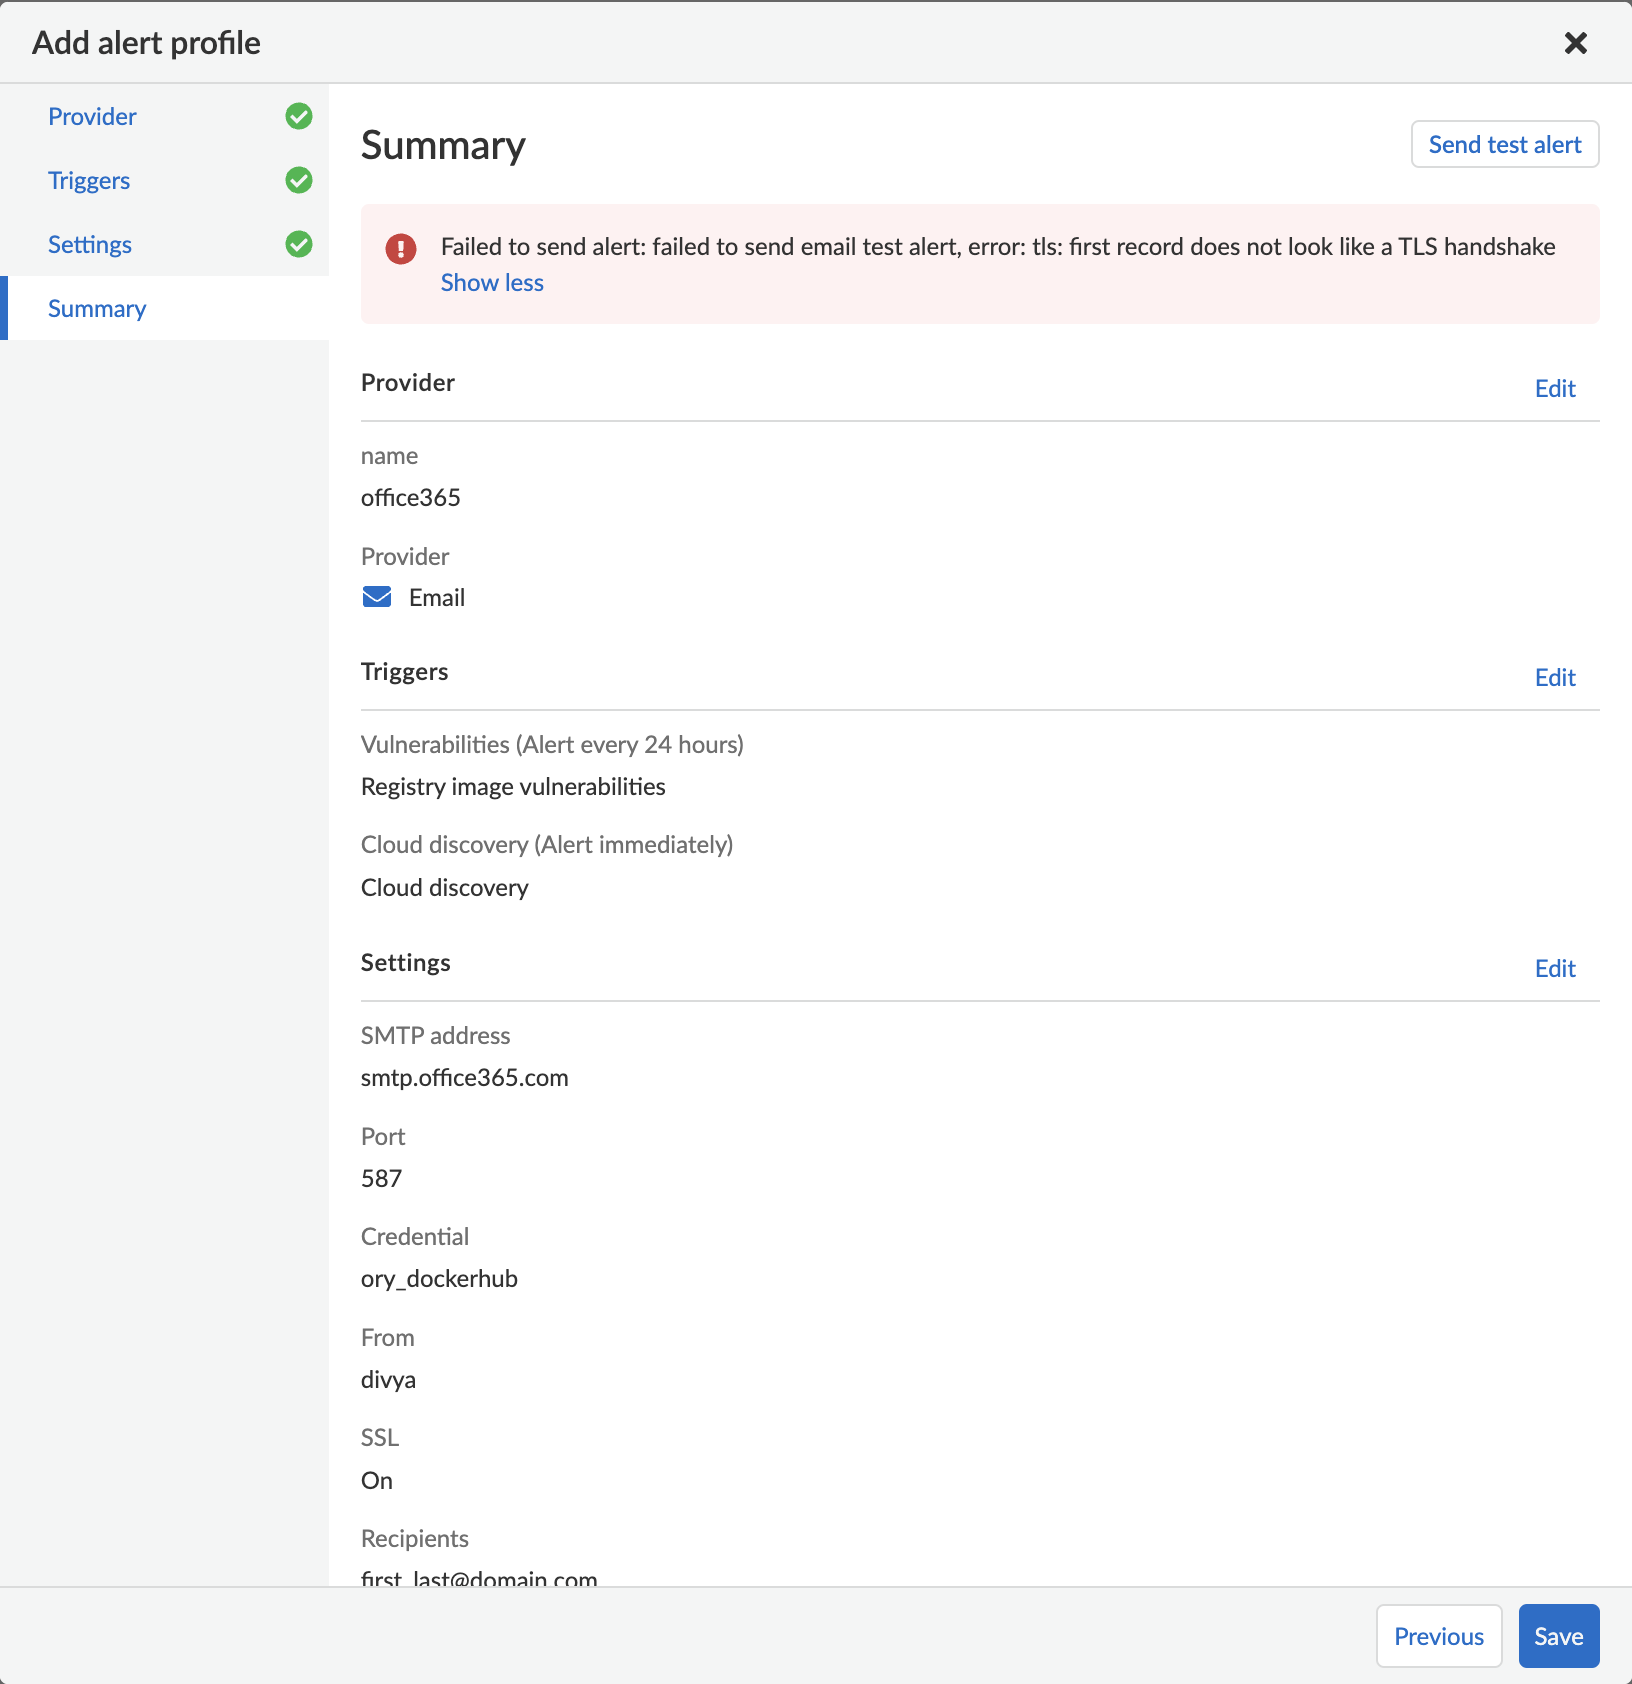 Add alert profile
Provider
Triggers
Settings
Summary
Summary
Send test alert
Failed to send alert: failed to send email test alert, error: tls: first record does not look like a TLS handshake
Show less
Provider
Edit
name
office365
Provider
Email
Triggers
Edit
Vulnerabilities (Alert every 24 hours)
Registry image vulnerabilities
Cloud discovery (Alert immediately)
Cloud discovery
Settings
Edit
SMTP address
smtp.office365.com
Port
587
Credential
ory_dockerhub
From
divya
SSL
On
Recipients
first_last@domain.com
Previous
Save